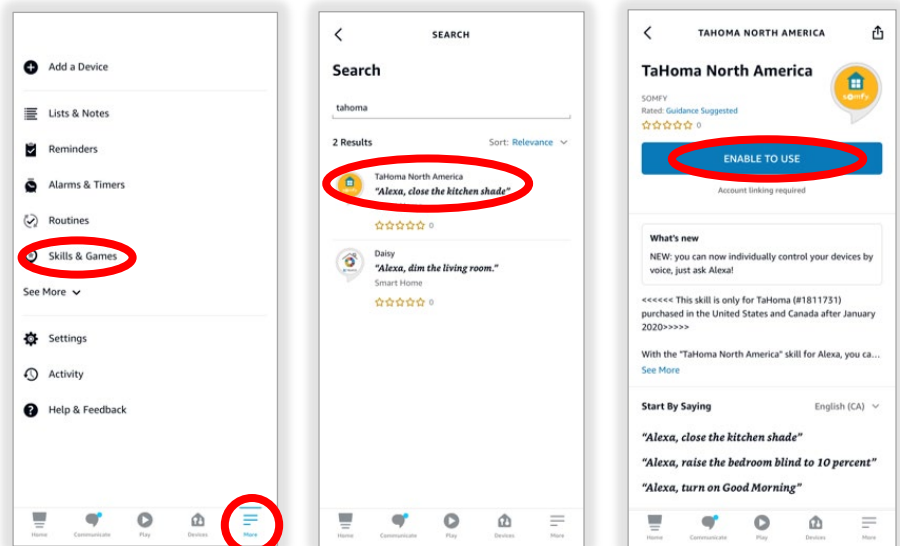 Add a Device
Lists & Notes
Reminders
Alarms & Timers
Routines
Skills & Games
See More
Settings
Activity
Help & Feedback
Home
Communicate
Play
Devices
More
SEARCH
Search
tahoma
2 Results
Sort: Relevance
TaHoma North America
"Alexa, close the kitchen shade"
0
Daisy
"Alexa, dim the living room."
Smart Home
0
Home
Communicate
Play
Devices
More
TAHOMA NORTH AMERICA
TaHoma North America
somfy
SOMFY
Rated: Guidance Suggested
0
ENABLE TO USE
Account linking required
What's new
NEW: you can now individually control your devices by
voice, just ask Alexa!
<<<<<< This skill is only for TaHoma (#1811731)
purchased in the United States and Canada after January
2020>>>>>
With the "TaHoma North America" skill for Alexa, you ca...
See More
Start By Saying
English (CA)
"Alexa, close the kitchen shade"
"Alexa, raise the bedroom blind to 10 percent"
"Alexa, turn on Good Morning"
Home
Communicate
Play
Devices
More